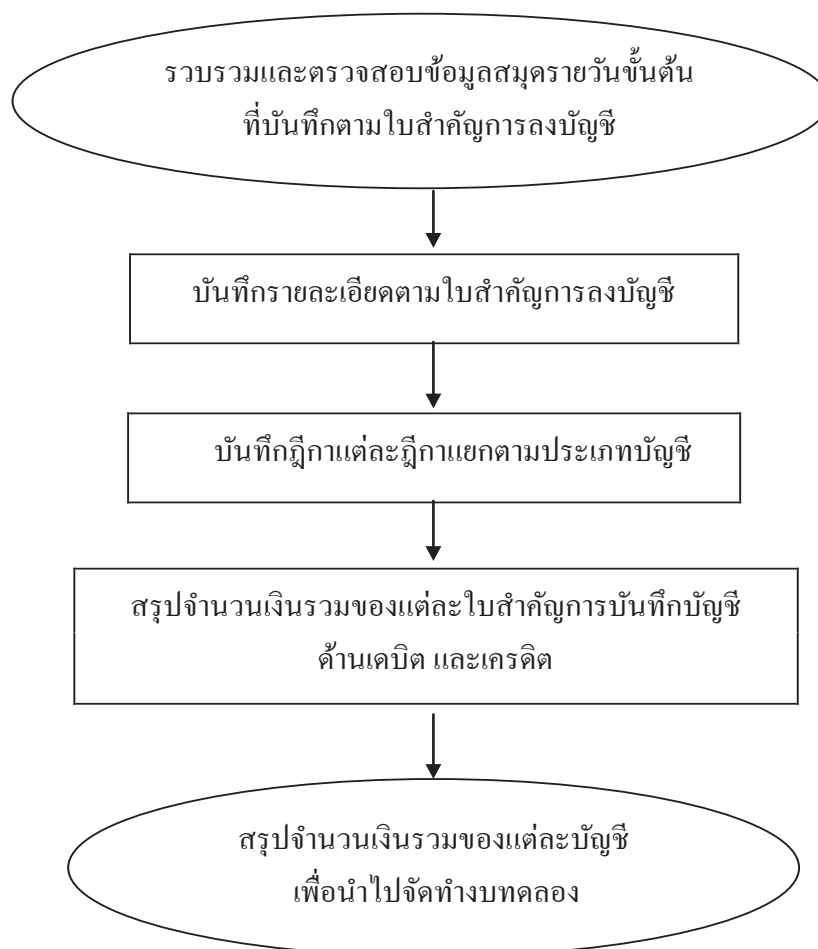 รวบรวมและตรวจสอบข้อมูลสมุดรายวันขั้นต้น
ที่บันทึกตามใบสำคัญการลงบัญชี
บันทึกรายละเอียดตามใบสำคัญการลงบัญชี
บันทึกฎีกาแต่ละฎีกาแยกตามประเภทบัญชี
สรุปจำนวนเงินรวมของแต่ละใบสำคัญการบันทึกบัญชี
ด้านเดบิต และเครดิต
สรุปจำนวนเงินรวมของแต่ละบัญชี
เพื่อนำไปจัดทำงบทดลอง